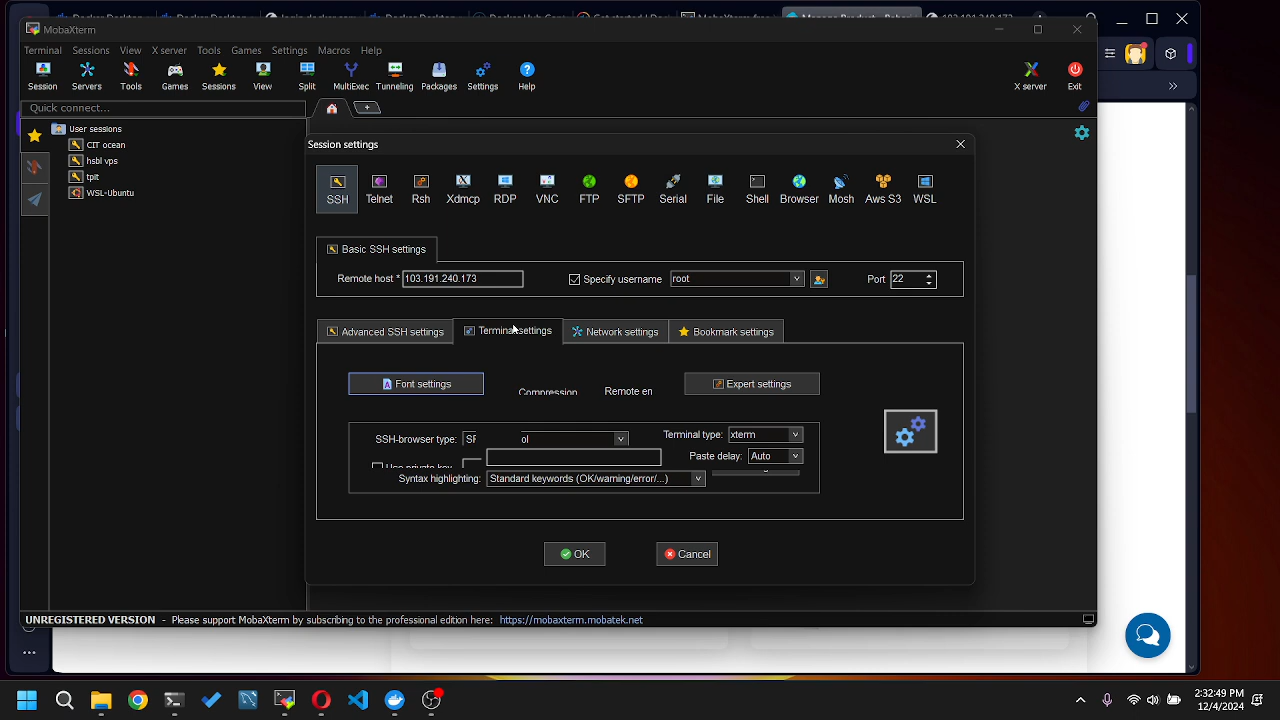 MobaXterm
Terminal Sessions View X server Tools Games Settings Macros Help
Session Servers Tools Games Sessions View Split MultiExec Tunneling Packages Settings Help
X server Exit
Quick connect...
User sessions
CIT ocean
hsbl vps
tpit
WSL-Ubuntu
Session settings
SSH Telnet Rsh Xdmcp RDP VNC FTP SFTP Serial File Shell Browser Mosh Aws S3 WSL
Basic SSH settings
Remote host * 103.191.240.173 Specify username root Port 22
Advanced SSH settings Terminal settings Network settings Bookmark settings
Font settings Compression Remote en Expert settings
SSH-browser type: SF ol Terminal type: xterm
Use private key Paste delay: Auto
Syntax highlighting: Standard keywords (OK/warning/error/...)
OK Cancel
UNREGISTERED VERSION - Please support MobaXterm by subscribing to the professional edition here: https://mobaxterm.mobatek.net
2:32:49 PM
12/4/2024